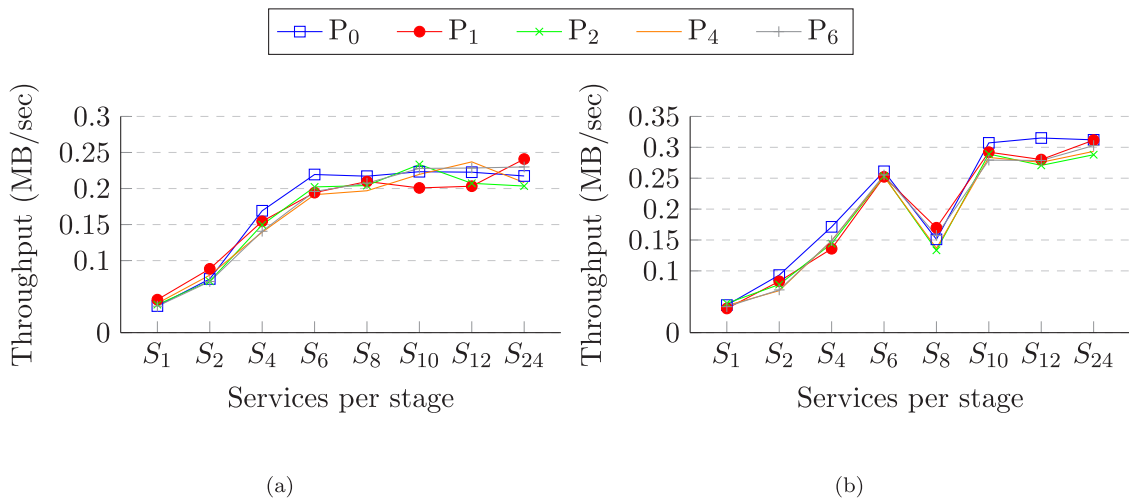 P0 P1 P2 P4 P6
Throughput (MB/sec)
0.3
0.25
0.2
0.15
0.1
0
S1 S2 S4 S6 S8 S10 S12 S24
Services per stage
(a)
Throughput (MB/sec)
0.35
0.3
0.25
0.2
0.15
0.1
0
S1 S2 S4 S6 S8 S10 S12 S24
Services per stage
(b)